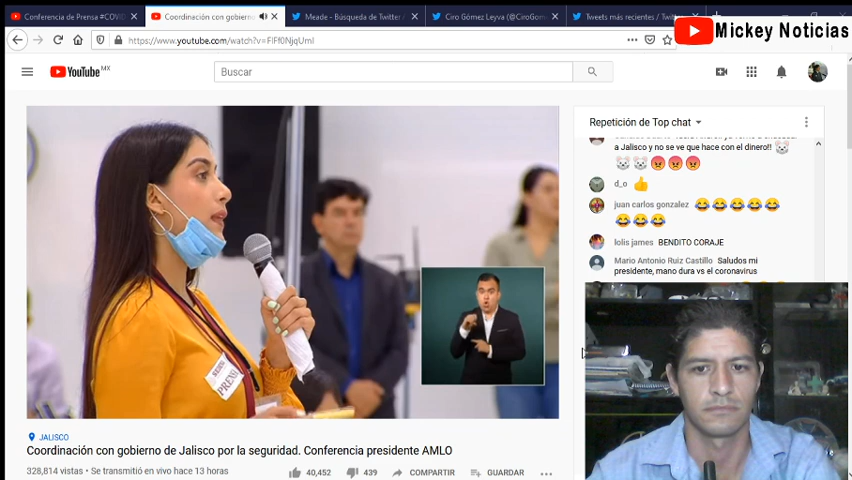 Conferencia de Prensa #COVI
Coordinación con gobierno
Meade - Búsqueda de Twitter /
Ciro Gómez Leyva (@CiroGom
Tweets más recientes / Twitt
Mickey Noticias
https://www.youtube.com/watch?v=
YouTube MX
Buscar
Repetición de Top chat
a Jalisco y no se ve que hace con el dinero!!
d_o
juan carlos gonzalez
lolis james BENDITO CORAJE
Mario Antonio Ruiz Castillo Saludos mi
presidente, mano dura vs el coronavirus
PRENSA
JALISCO
Coordinación con gobierno de Jalisco por la seguridad. Conferencia presidente AMLO
328,814 vistas • Se transmitió en vivo hace 13 horas
40,452
439
COMPARTIR
GUARDAR